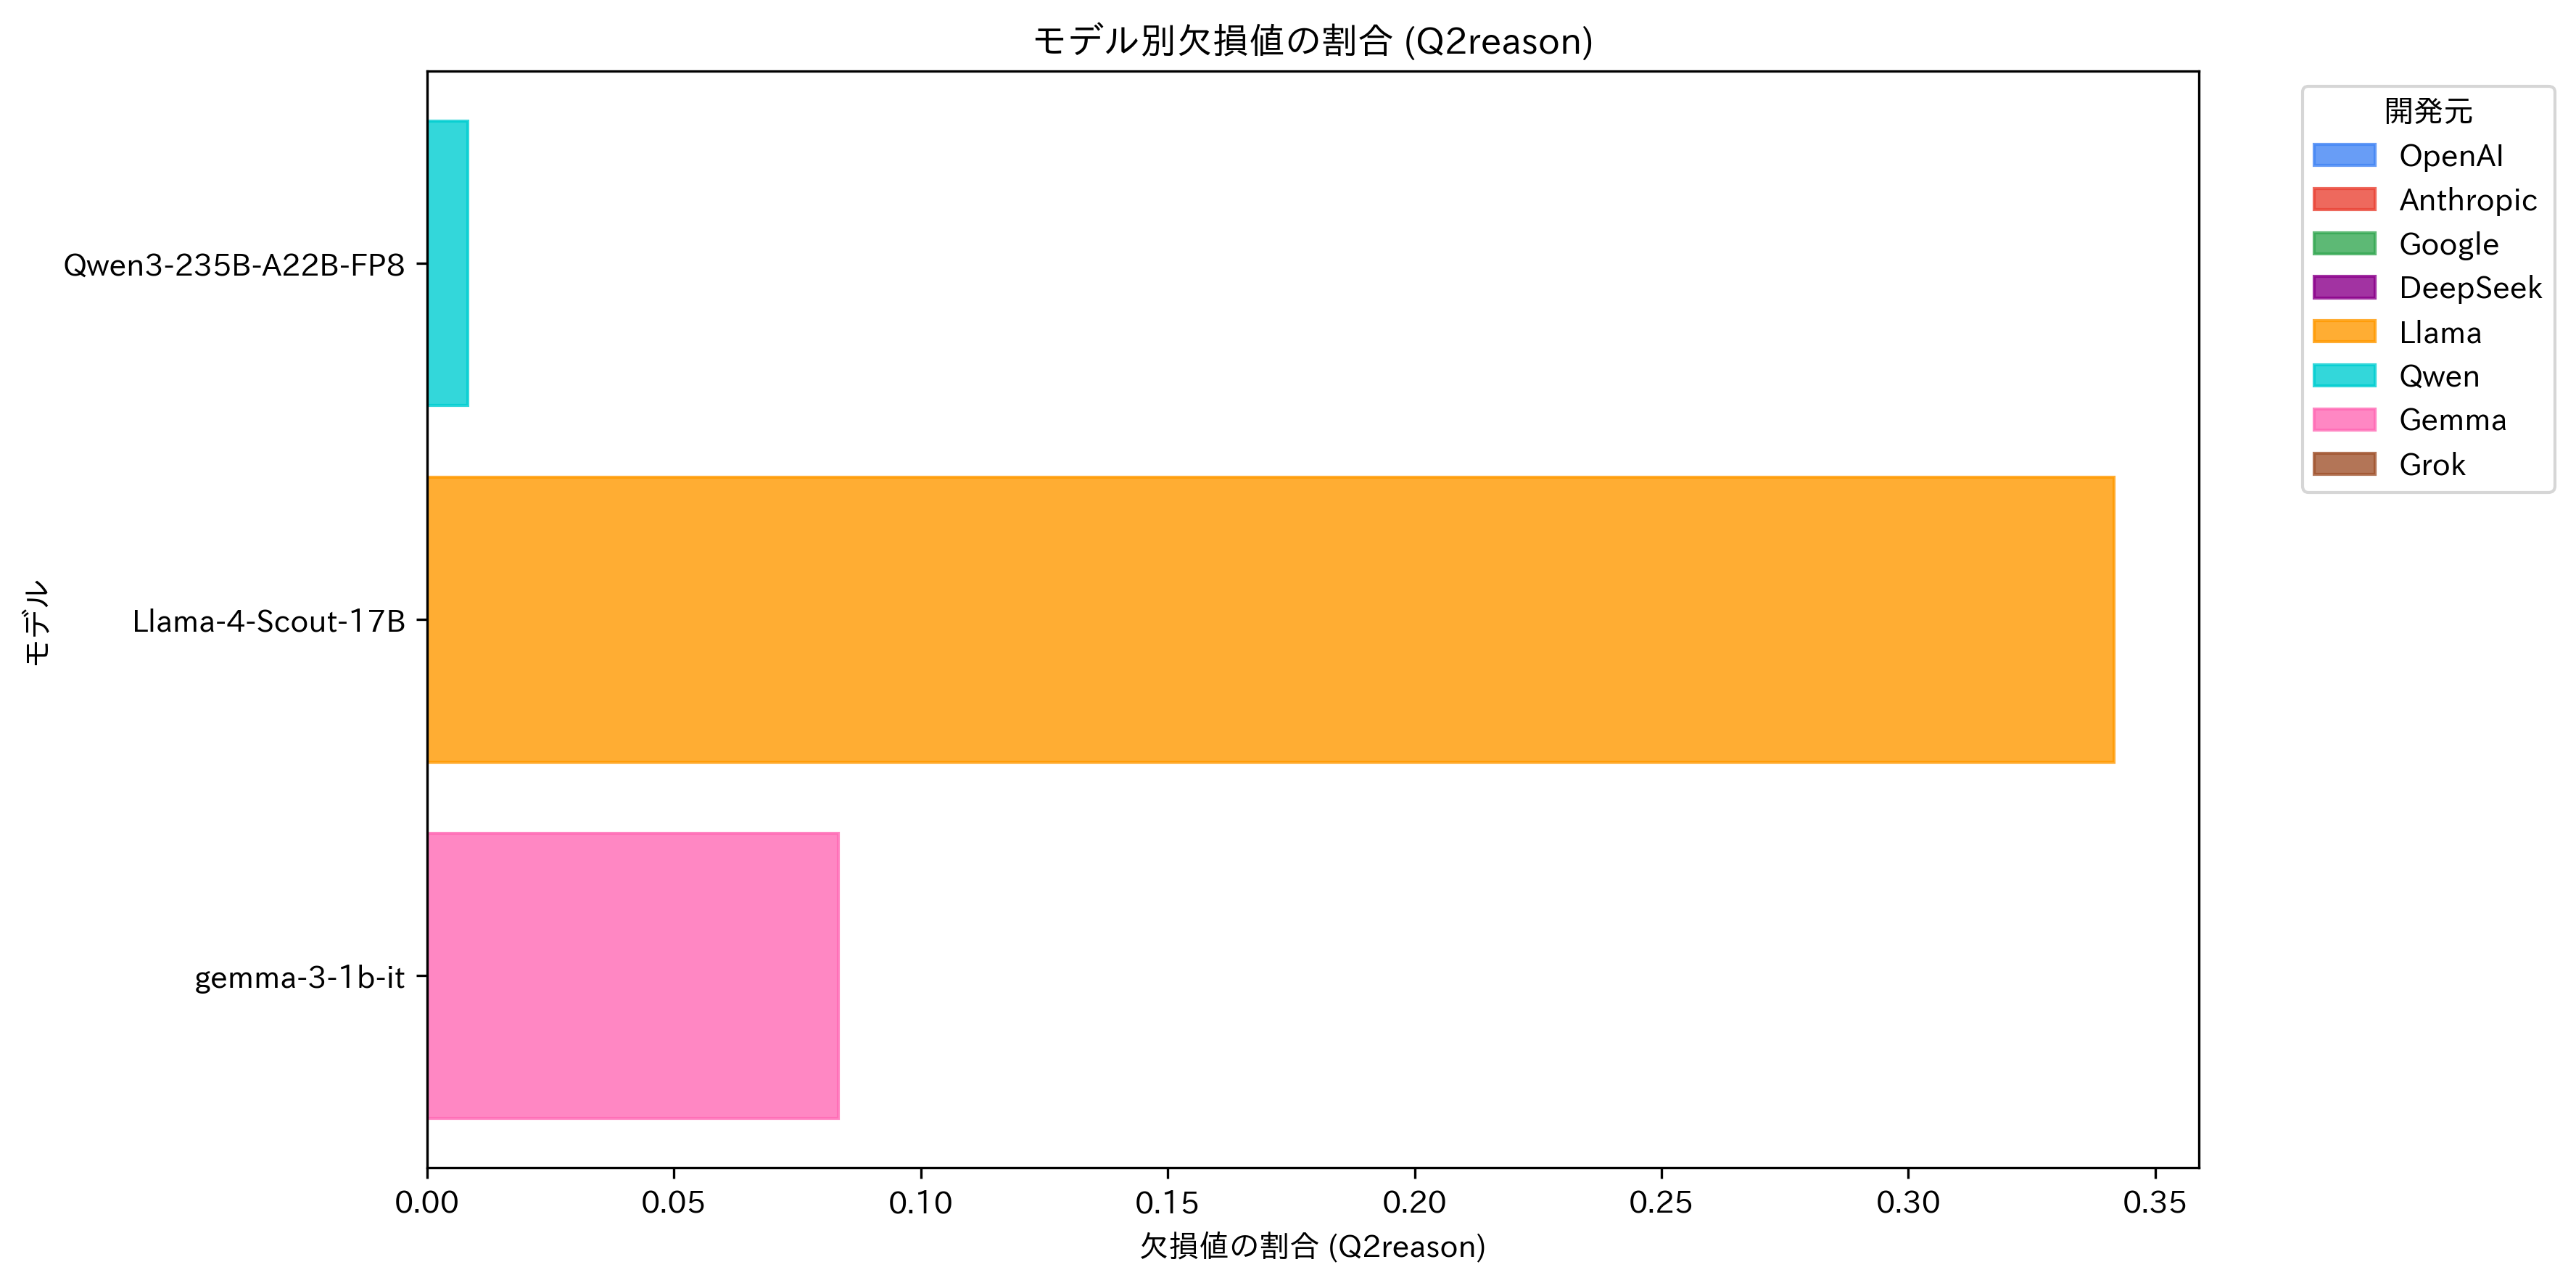 モデル別欠損値の割合 (Q2reason)
開発元
OpenAI
Anthropic
Google
DeepSeek
Llama
Qwen
Gemma
Grok
モデル
Qwen3-235B-A22B-FP8
Llama-4-Scout-17B
gemma-3-1b-it
0.00 0.05 0.10 0.15 0.20 0.25 0.30 0.35
欠損値の割合 (Q2reason)